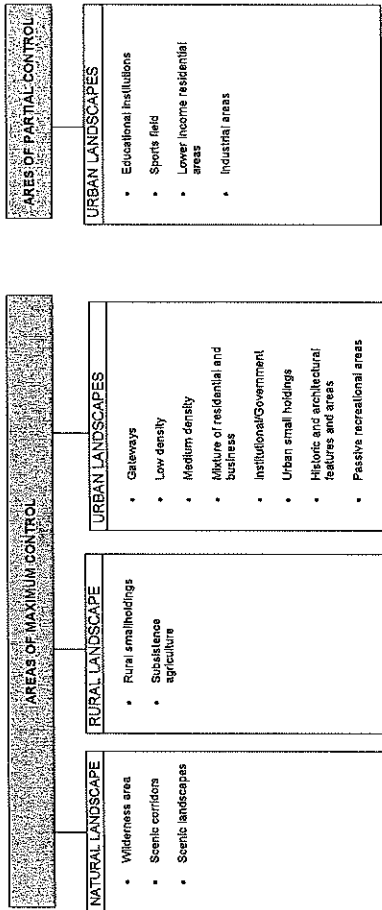 AREAS OF MAXIMUM CONTROL
NATURAL LANDSCAPE
• Wilderness area
• Scenic corridors
• Scenic landscapes
RURAL LANDSCAPE
• Rural smallholdings
• Subsistence
agriculture
URBAN LANDSCAPES
• Gateways
• Low density
• Medium density
• Mixture of residential and
business
• Institutional/Government
• Urban small holdings
• Historic and architectural
features and areas
• Passive recreational areas
ARES OF PARTIAL CONTROL
URBAN LANDSCAPES
• Educational Institutions
• Sports field
• Lower income residential
areas
• Industrial areas